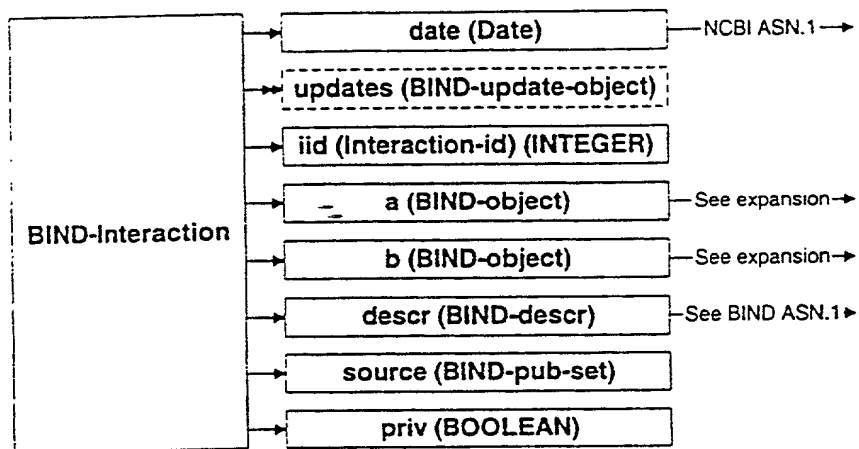 date (Date)
NCBI ASN.1
updates (BIND-update-object)
iid (Interaction-id) (INTEGER)
a (BIND-object)
See expansion
BIND-Interaction
b (BIND-object)
See expansion
descr (BIND-descr)
See BIND ASN.1
source (BIND-pub-set)
priv (BOOLEAN)